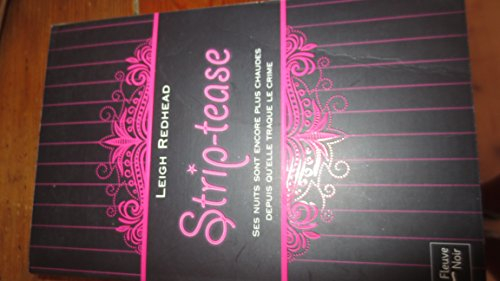 LEIGH REDHEAD
Strip-tease
SES NUITS SONT ENCORE PLUS CHAUDES
DEPUIS QU'ELLE TRAQUE LE CRIME
Fleuve
Noir